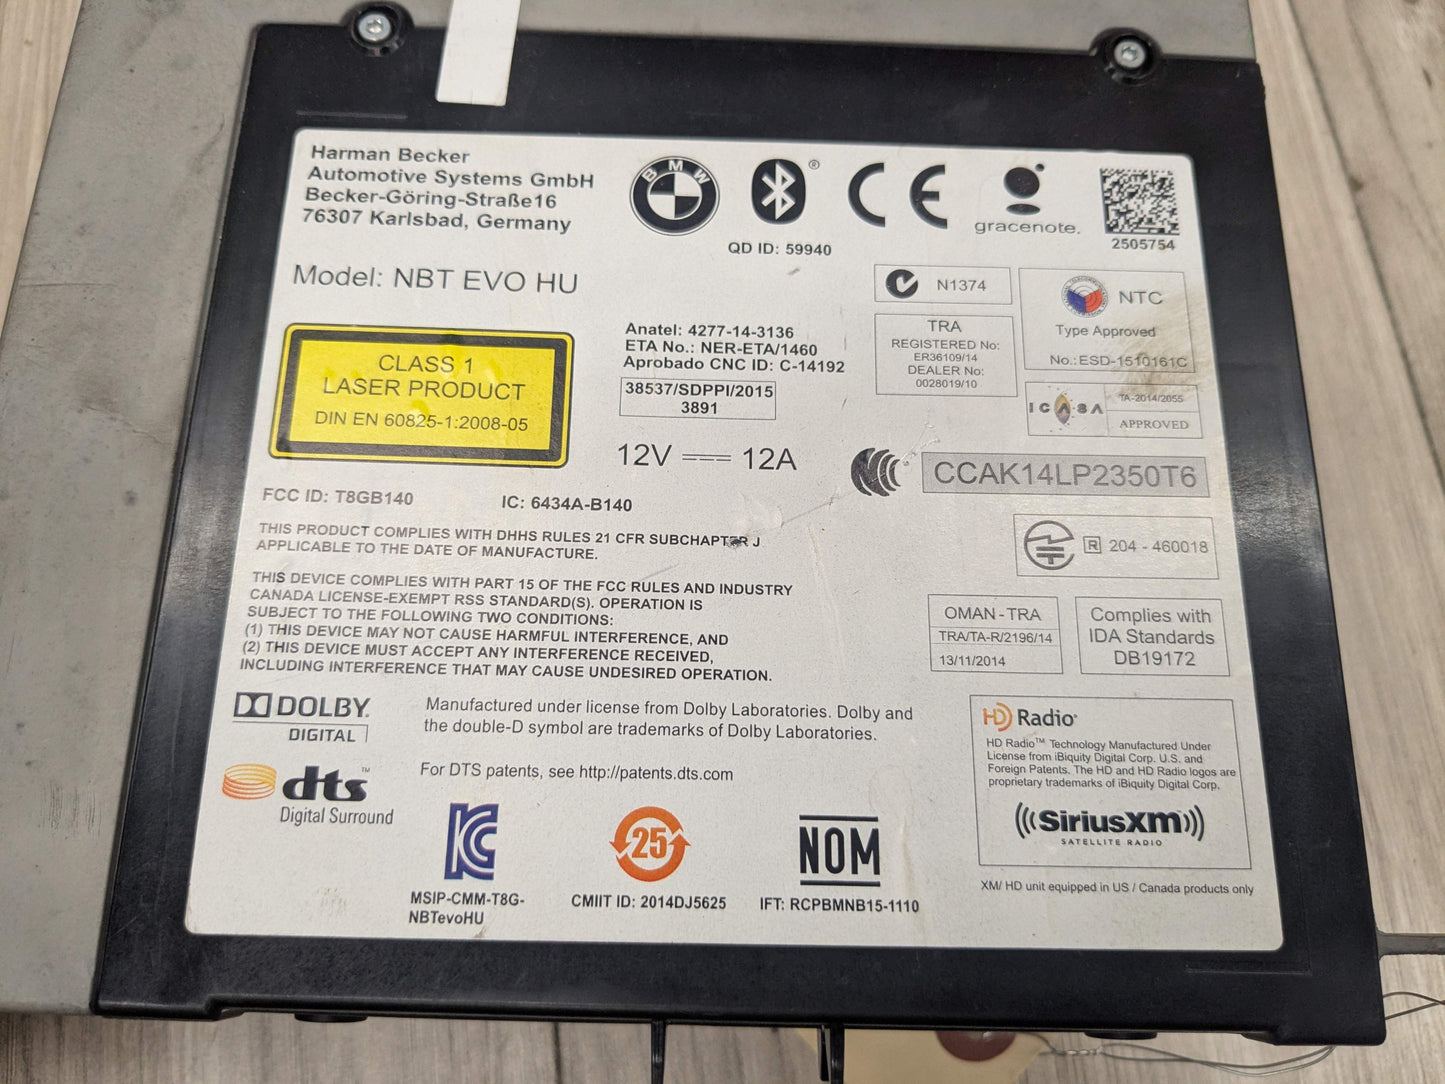 Harman Becker
Automotive Systems GmbH
Becker-Göring-Straße16
76307 Karlsbad, Germany
BMW
®
QD ID: 59940
CE
gracenote.
2505754
Model: NBT EVO HU
CLASS 1
LASER PRODUCT
DIN EN 60825-1:2008-05
Anatel: 4277-14-3136
ETA No.: NER-ETA/1460
Aprobado CNC ID: C-14192
38537/SDPPI/2015
3891
12V 12A
N1374
TRA
REGISTERED No:
ER36109/14
DEALER No:
0028019/10
NTC
Type Approved
No.:ESD-1510161C
ICASA
TA-2014/2055
APPROVED
CCAK14LP2350T6
FCC ID: T8GB140
IC: 6434A-B140
THIS PRODUCT COMPLIES WITH DHHS RULES 21 CFR SUBCHAPTER J
APPLICABLE TO THE DATE OF MANUFACTURE.
R 204 - 460018
THIS DEVICE COMPLIES WITH PART 15 OF THE FCC RULES AND INDUSTRY
CANADA LICENSE-EXEMPT RSS STANDARD(S). OPERATION IS
SUBJECT TO THE FOLLOWING TWO CONDITIONS:
(1) THIS DEVICE MAY NOT CAUSE HARMFUL INTERFERENCE, AND
(2) THIS DEVICE MUST ACCEPT ANY INTERFERENCE RECEIVED,
INCLUDING INTERFERENCE THAT MAY CAUSE UNDESIRED OPERATION.
OMAN - TRA
TRA/TA-R/2196/14
13/11/2014
Complies with
IDA Standards
DB19172
DOLBY
DIGITAL
Manufactured under license from Dolby Laboratories. Dolby and
the double-D symbol are trademarks of Dolby Laboratories.
dts™
Digital Surround
For DTS patents, see http://patents.dts.com
HD Radio®
HD Radio™ Technology Manufactured Under
License from iBiquity Digital Corp. U.S. and
Foreign Patents. The HD and HD Radio logos are
proprietary trademarks of iBiquity Digital Corp.
SiriusXM
SATELLITE RADIO
XM/ HD unit equipped in US / Canada products only
KC
MSIP-CMM-T8G-
NBTevoHU
25
CMIIT ID: 2014DJ5625
NOM
IFT: RCPBMNB15-1110